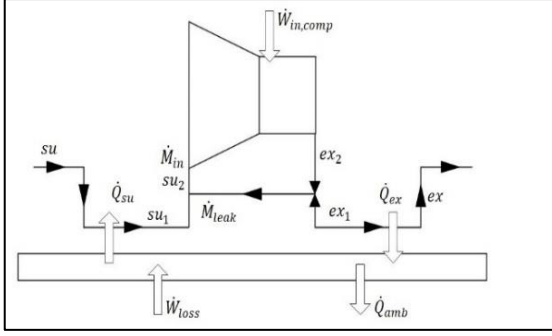 Ẇin,comp
su
Ṁin
ex2
su2
Q̇su
Q̇ex
ex
su1
Ṁleak
ex1
Ẇloss
Q̇amb